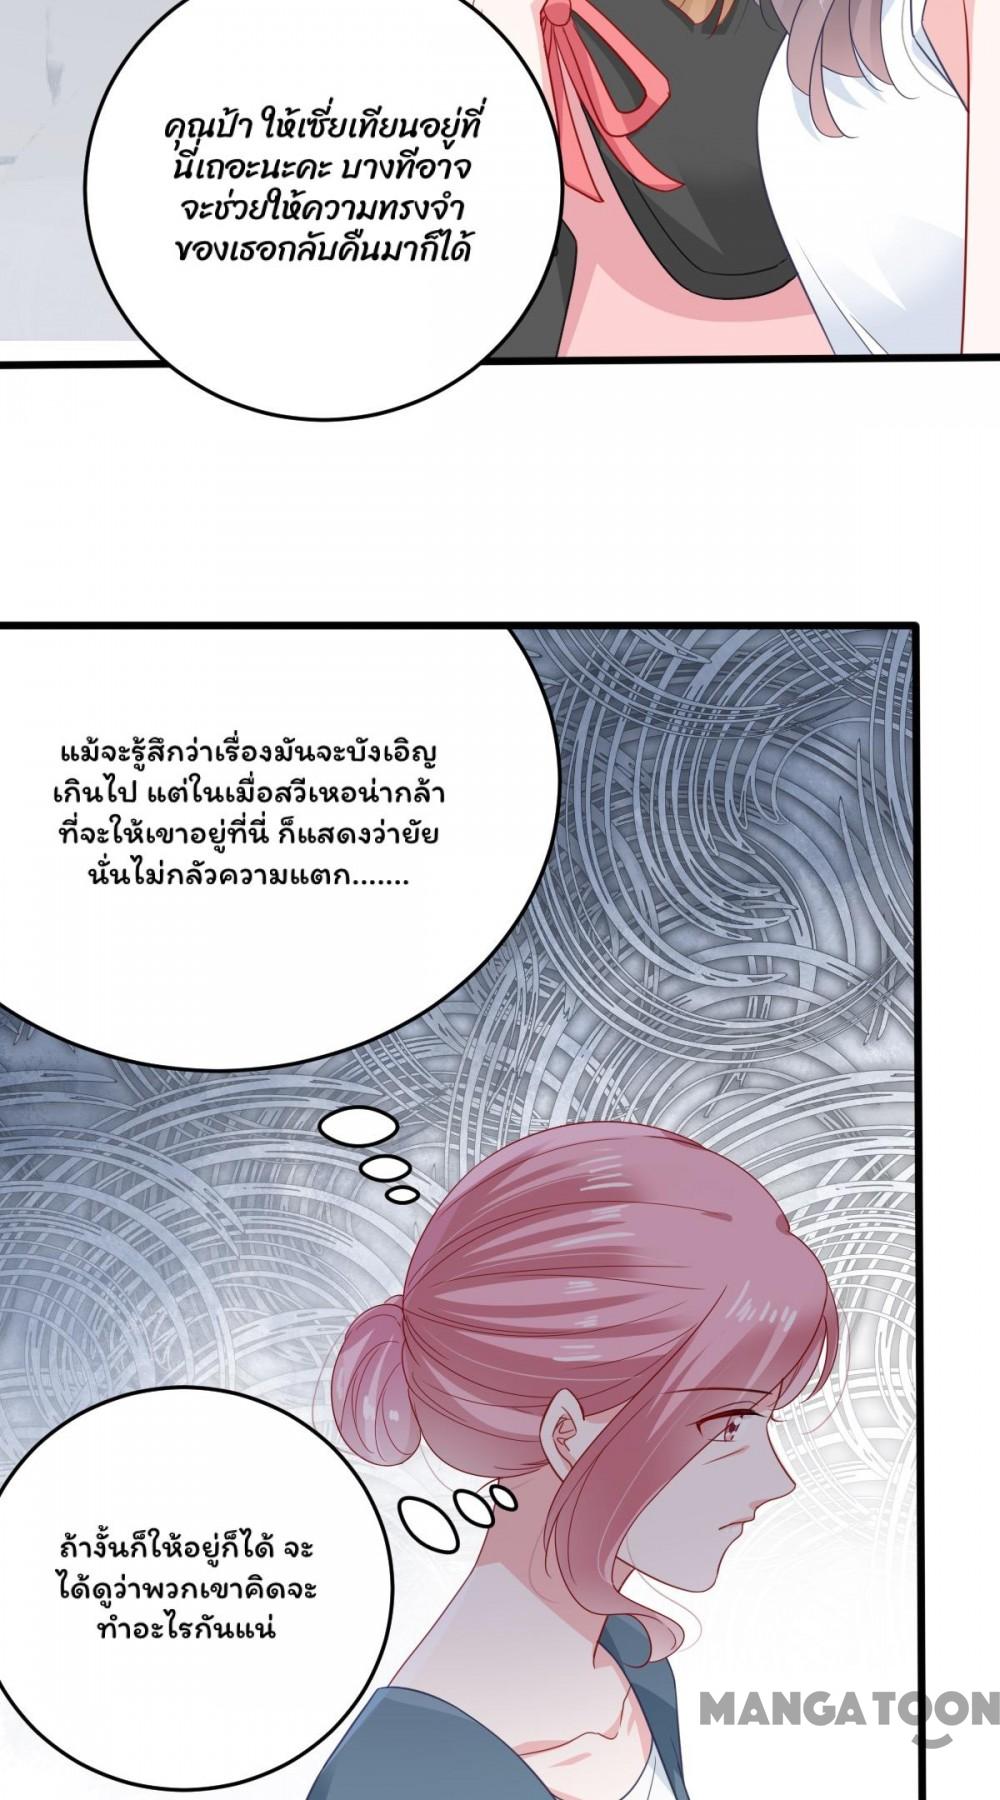 คุณป้า ให้เซี่ยเทียนอยู่ที่
นี่เถอะนะคะ บางทีอาจ
จะช่วยให้ความทรงจำ
ของเธอกลับคืนมาก็ได้
แม้จะรู้สึกว่าเรื่องมันจะบังเอิญ
เกินไป แต่ในเมื่อสวีเหอน่ากล้า
ที่จะให้เขาอยู่ที่นี่ ก็แสดงว่ายัย
นั่นไม่กลัวความแตก.......
ถ้างั้นก็ให้อยู่ก็ได้ จะ
ได้ดูว่าพวกเขาคิดจะ
ทำอะไรกันแน่
MANGATOON